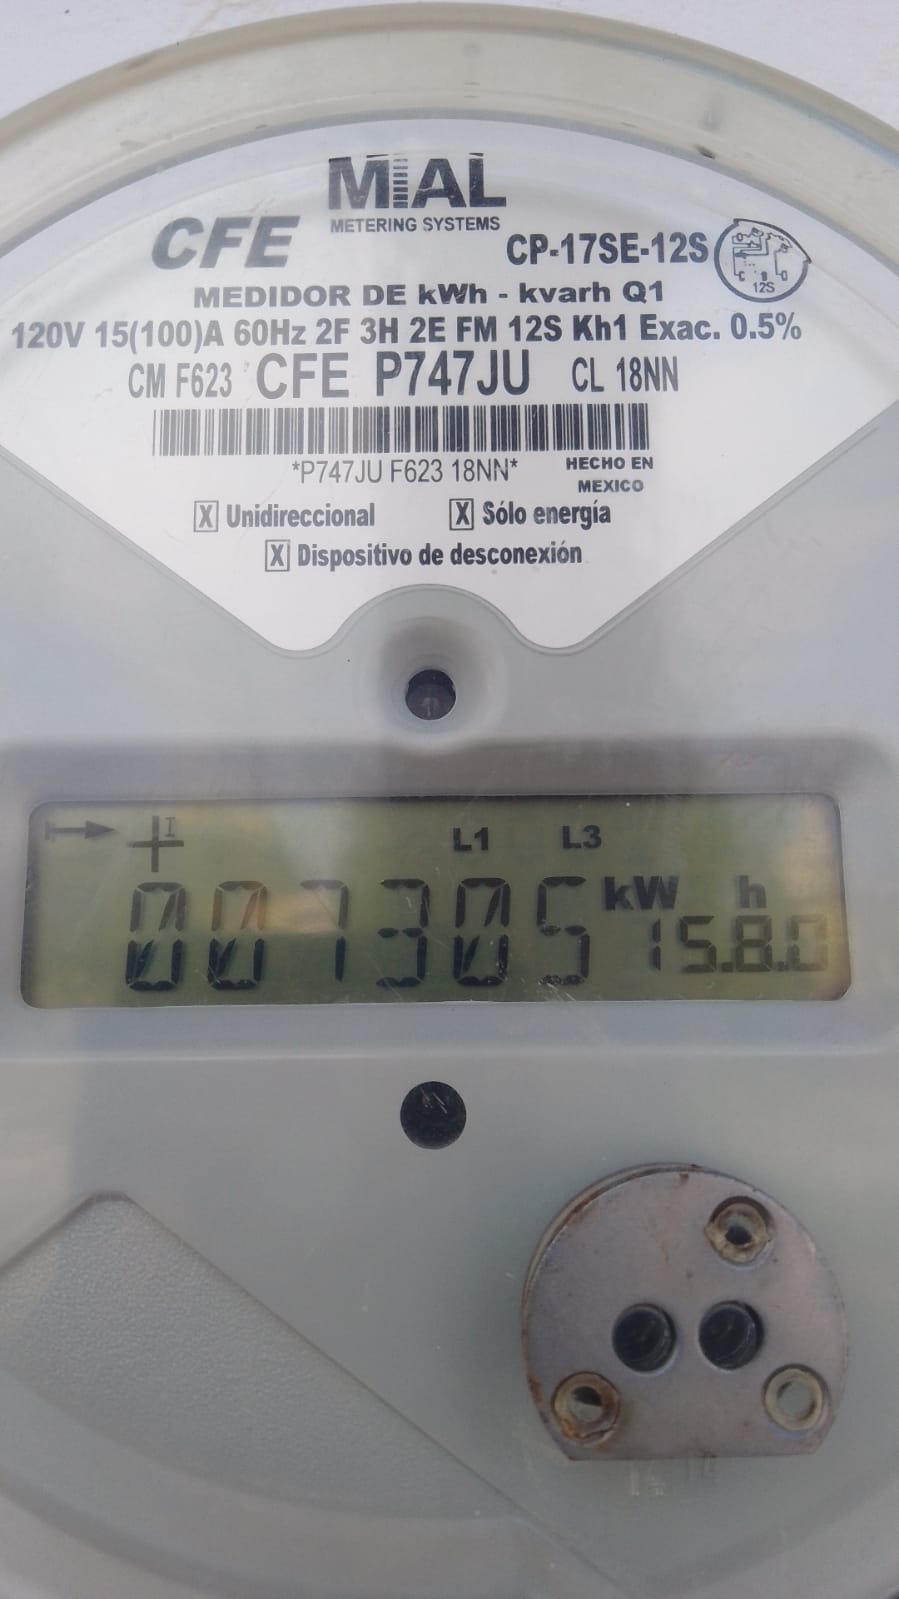 MIAL
METERING SYSTEMS
CFE
CP-17SE-12S
12S
MEDIDOR DE kWh - kvarh Q1
120V 15(100)A 60Hz 2F 3H 2E FM 12S Kh1 Exac. 0.5%
CM F623 CFE P747JU CL 18NN
*P747JU F623 18NN*
HECHO EN
MEXICO
X Unidireccional X Sólo energía
X Dispositivo de desconexión
L1 L3
007305 kW h
15.8.0